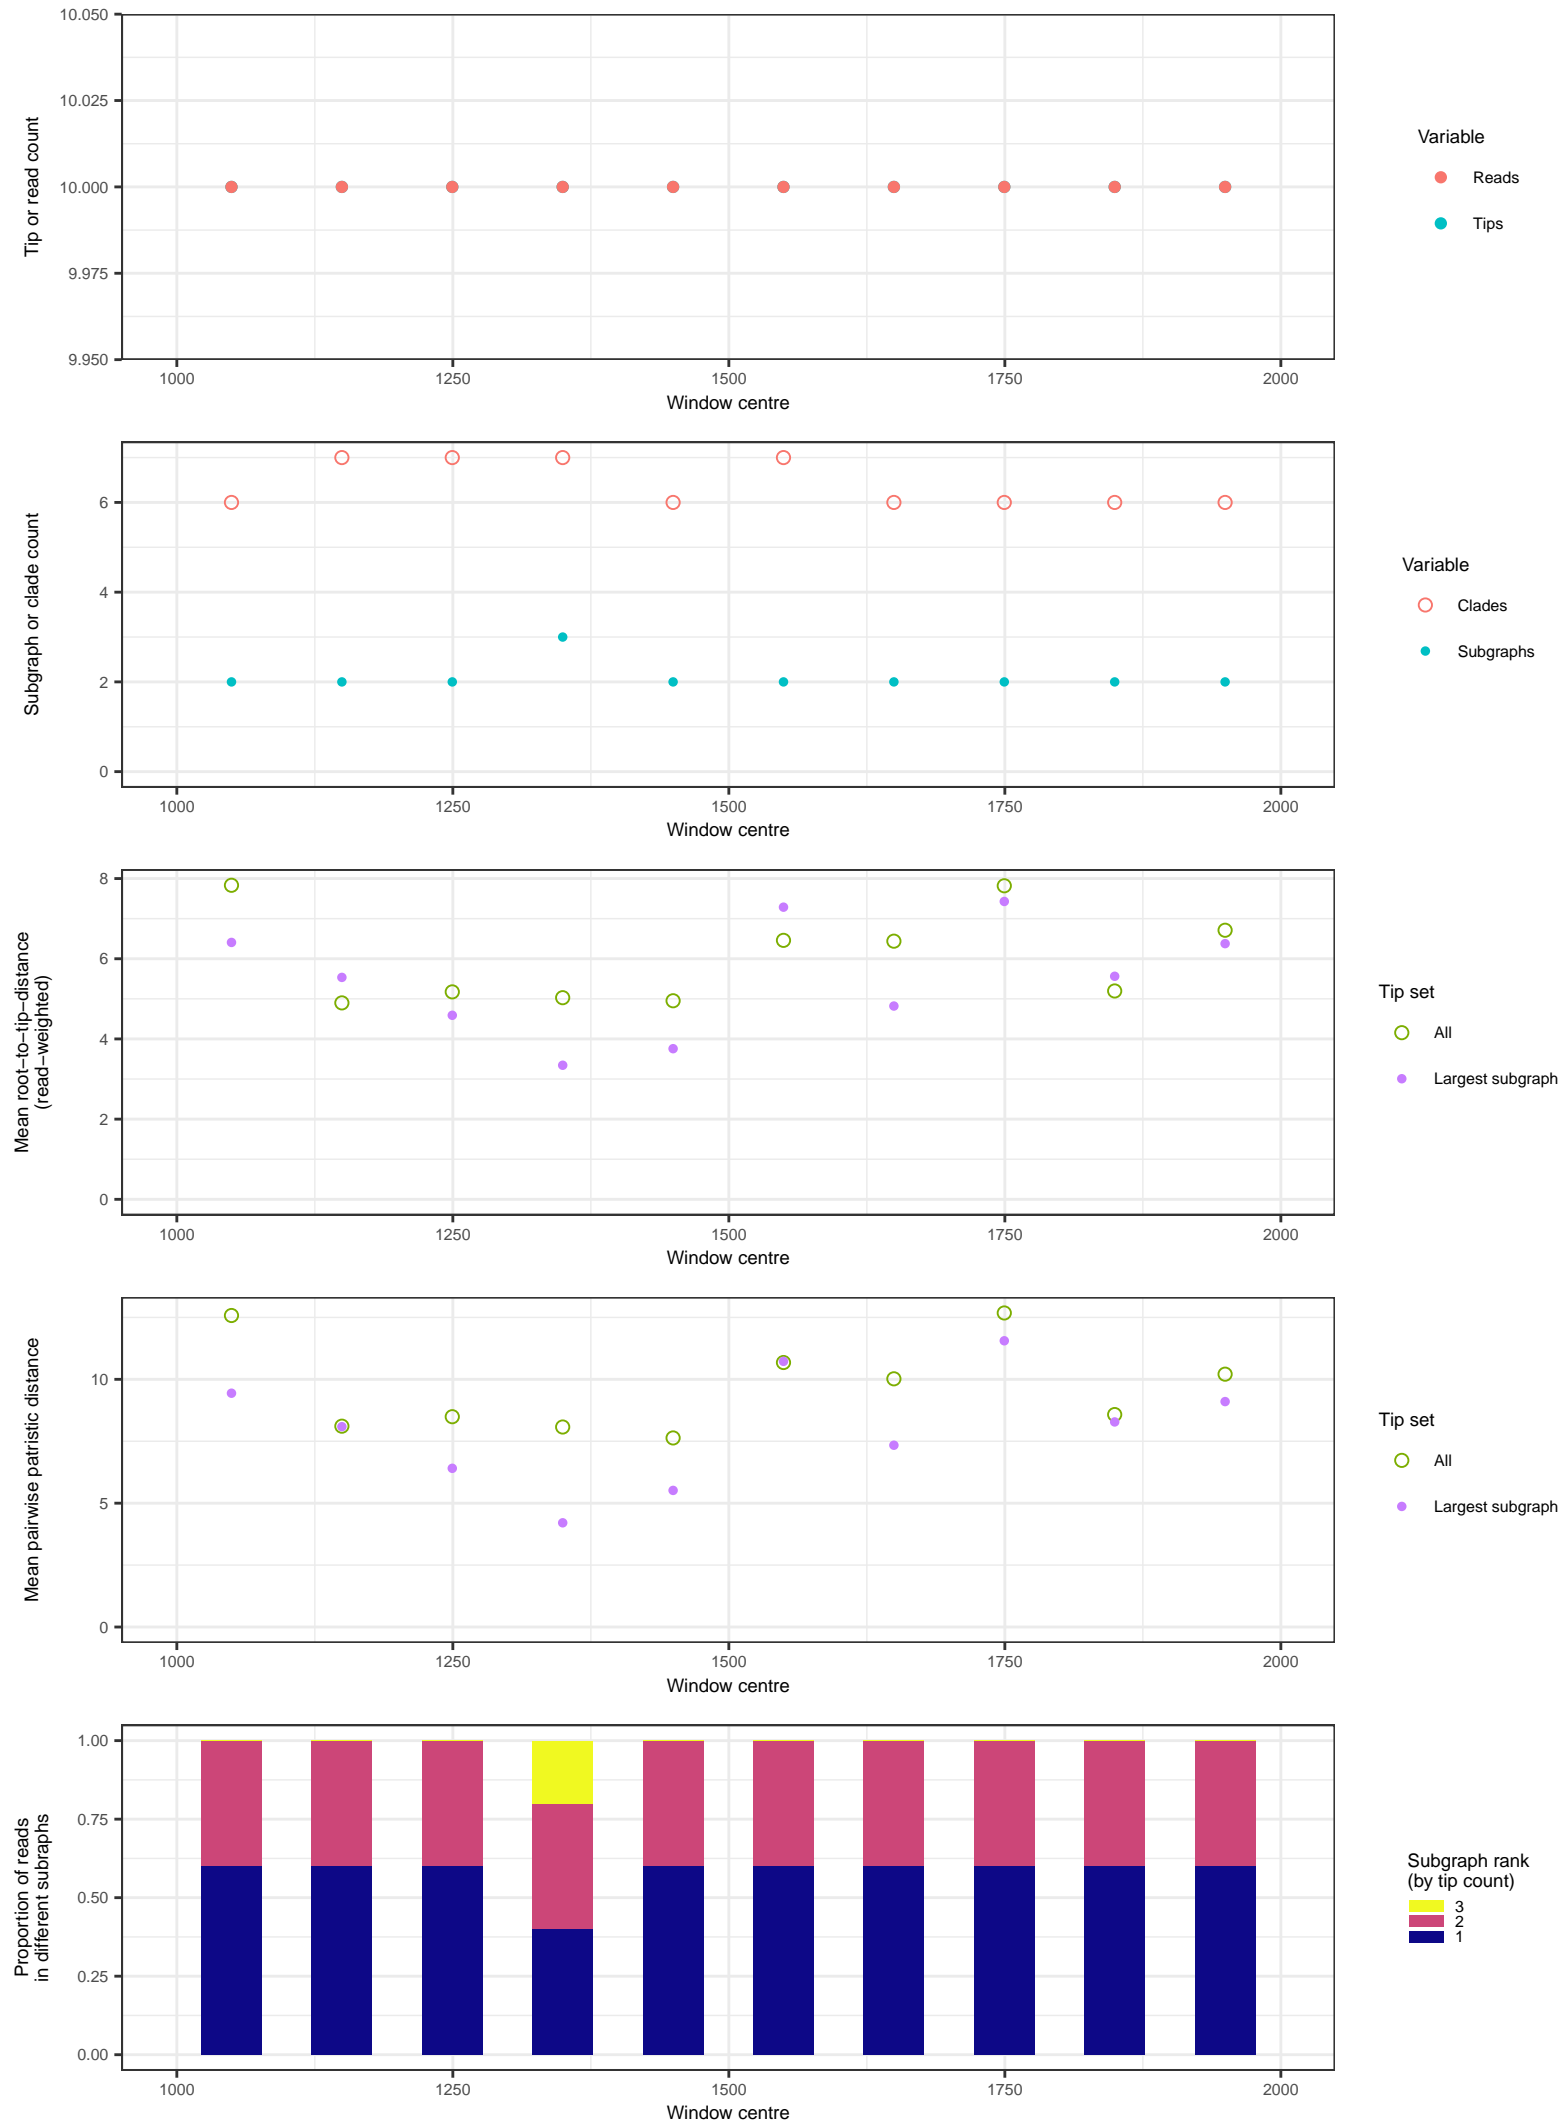 10.050
10.025
10.000
9.975
9.950
Tip or read count
1000 1250 1500 1750 2000
Window centre
Variable
Reads
Tips
6
4
2
0
Subgraph or clade count
1000 1250 1500 1750 2000
Window centre
Variable
Clades
Subgraphs
8
6
4
2
0
Mean root−to−tip−distance
(read−weighted)
1000 1250 1500 1750 2000
Window centre
Tip set
All
Largest subgraph
10
5
0
Mean pairwise patristic distance
1000 1250 1500 1750 2000
Window centre
Tip set
All
Largest subgraph
1.00
0.75
0.50
0.25
0.00
Proportion of reads
in different subraphs
1000 1250 1500 1750 2000
Window centre
Subgraph rank
(by tip count)
3
2
1